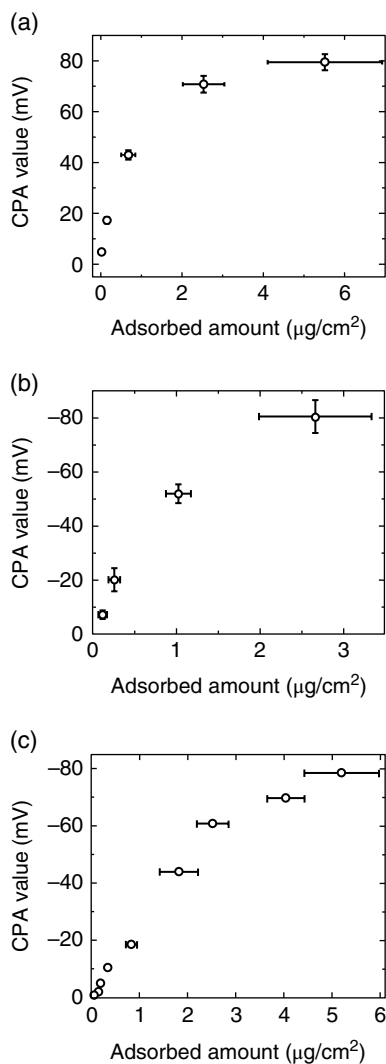 (a)
80
60
40
20
0
CPA value (mV)
0 2 4 6
Adsorbed amount (μg/cm²)
(b)
−80
−60
−40
−20
0
CPA value (mV)
0 1 2 3
Adsorbed amount (μg/cm²)
(c)
−80
−60
−40
−20
0
CPA value (mV)
0 1 2 3 4 5 6
Adsorbed amount (μg/cm²)